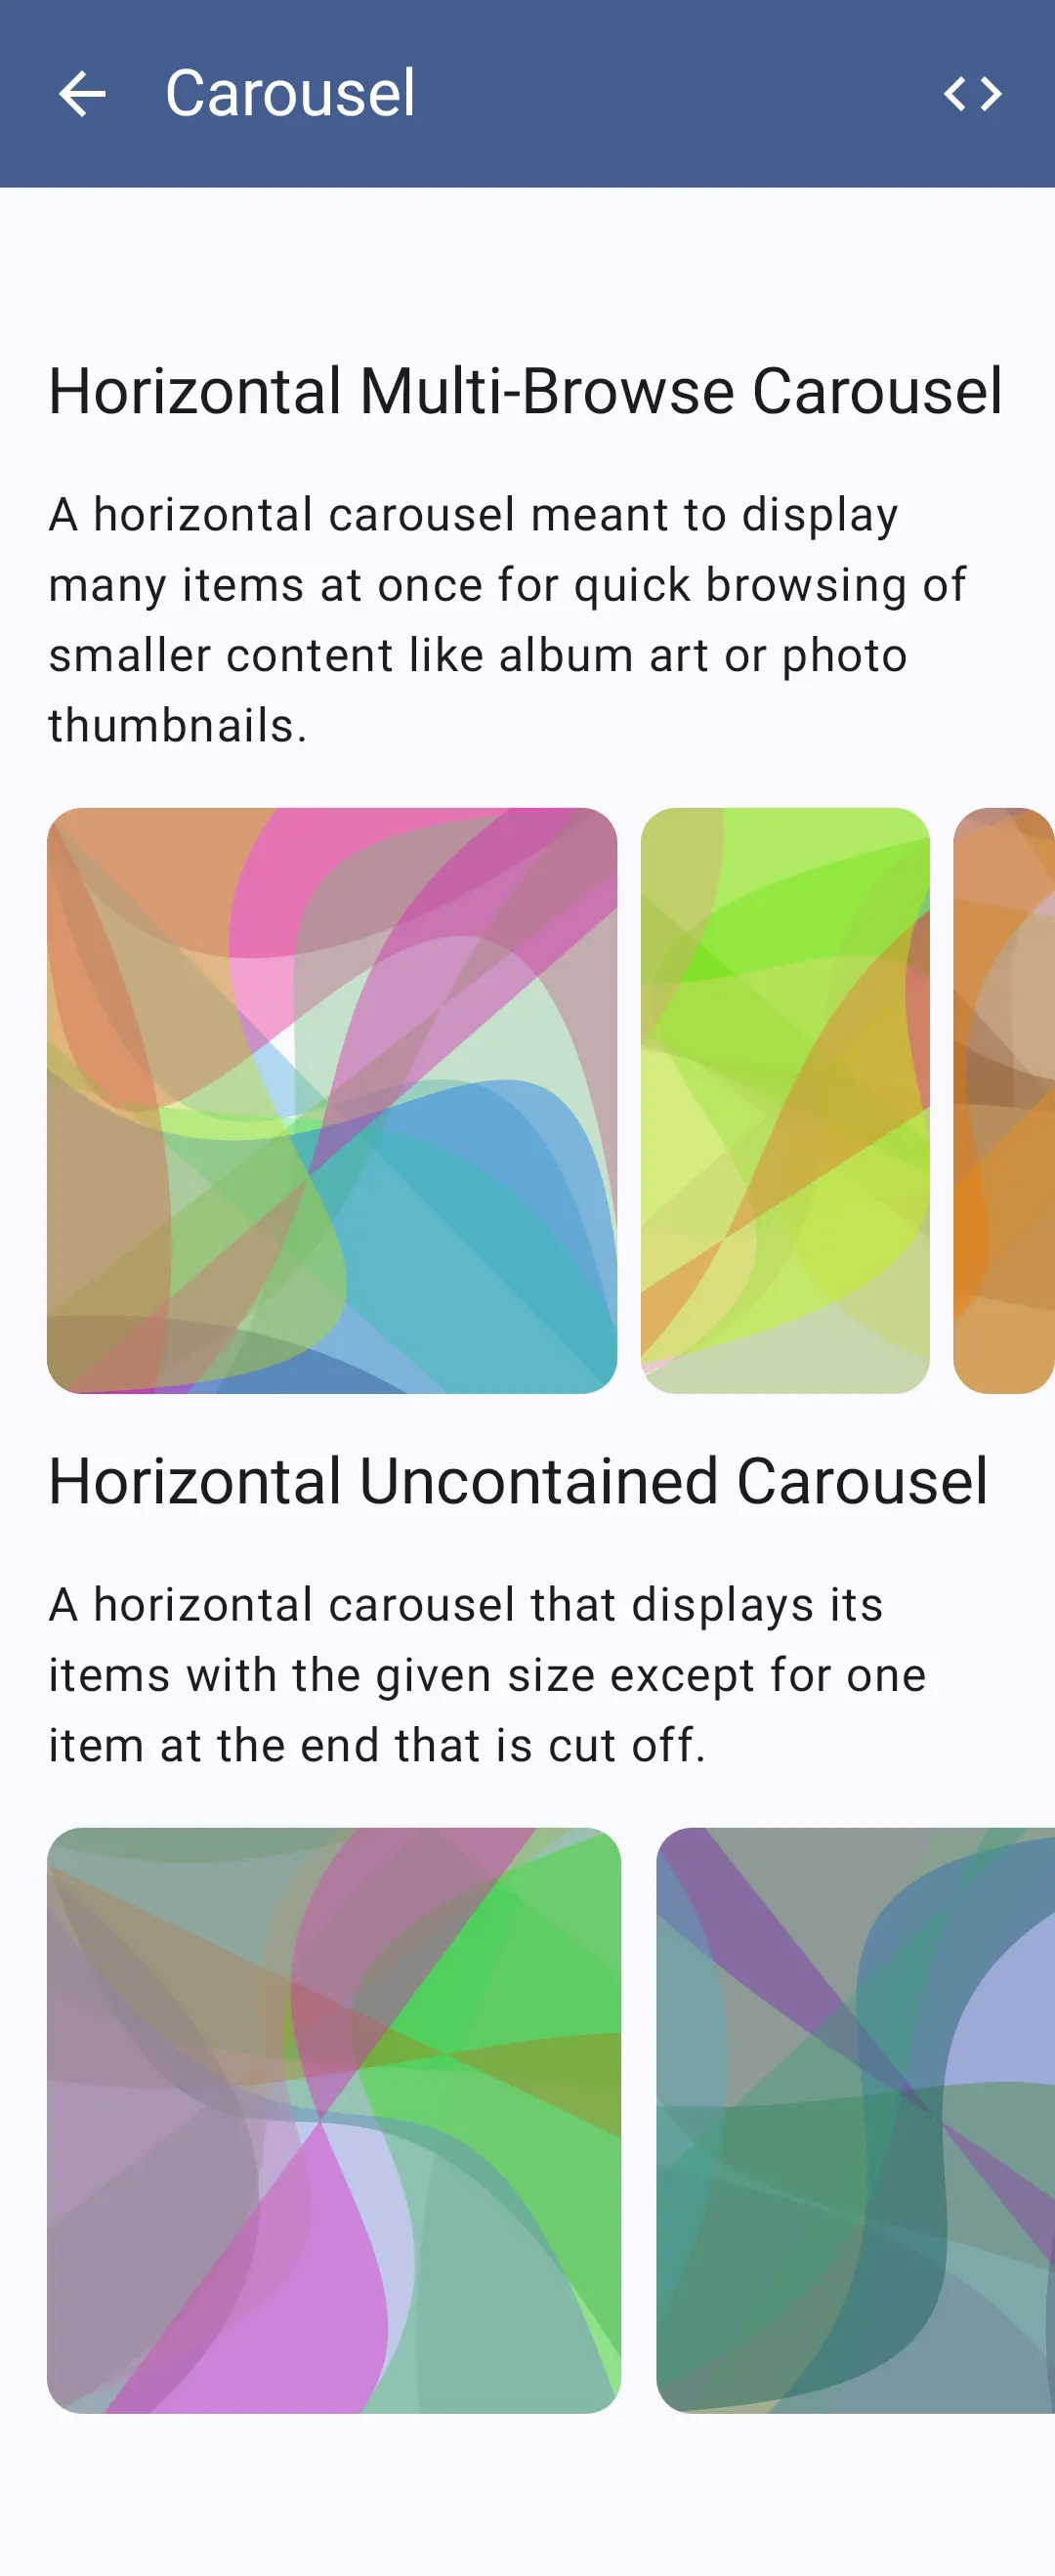 Carousel
Horizontal Multi-Browse Carousel
A horizontal carousel meant to display
many items at once for quick browsing of
smaller content like album art or photo
thumbnails.
Horizontal Uncontained Carousel
A horizontal carousel that displays its
items with the given size except for one
item at the end that is cut off.